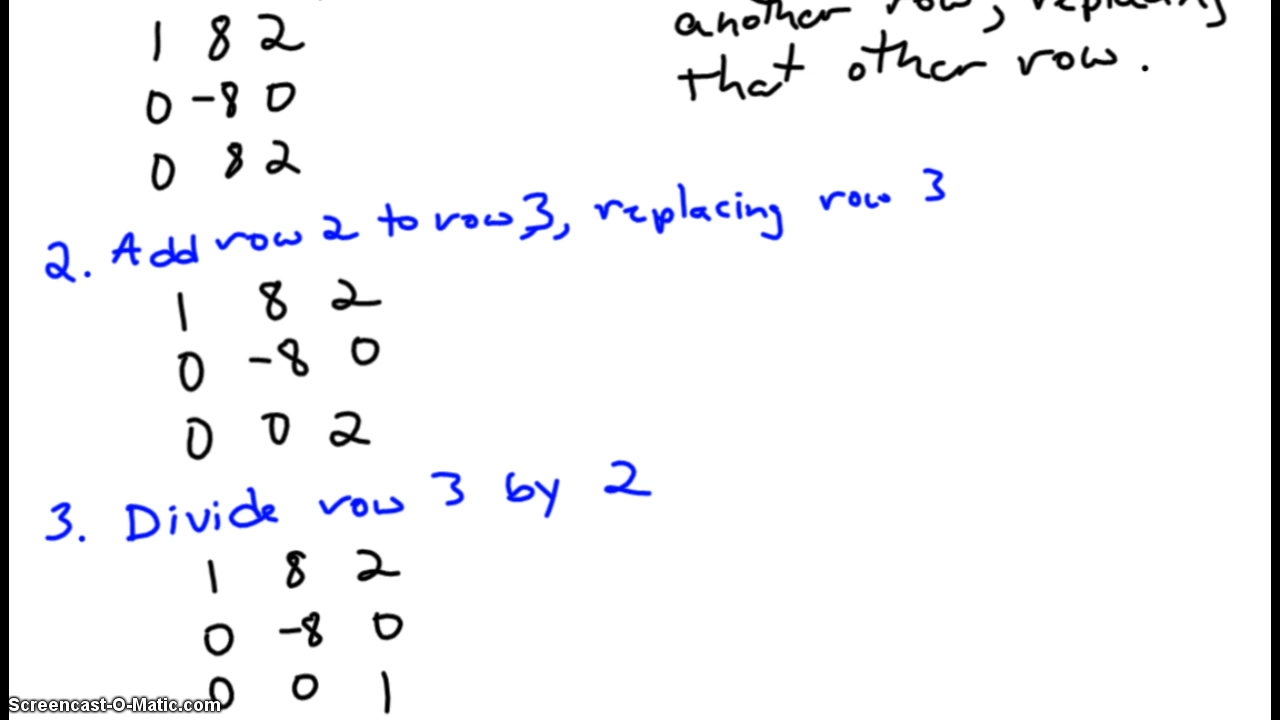 another row, replacing
that other row.
1 8 2
0 -8 0
0 8 2
2. Add row 2 to row 3, replacing row 3
1 8 2
0 -8 0
0 0 2
3. Divide row 3 by 2
1 8 2
0 -8 0
0 0 1
Screencast-O-Matic.com